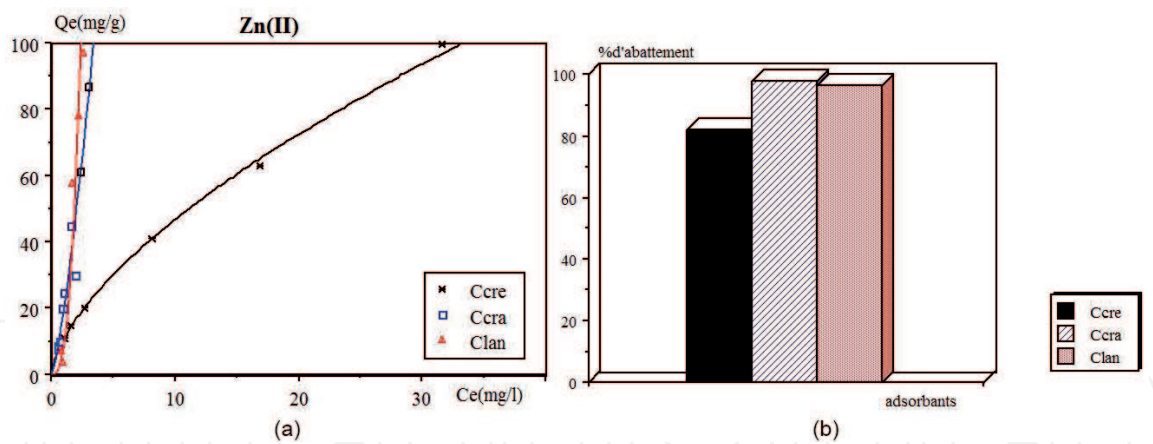 Qe(mg/g)
Zn(II)
100
80
60
40
20
0
0
10
20
30
Ce(mg/l)
Ccre
Ccra
Clan
(a)
%d'abattement
100
80
60
40
20
0
adsorbants
Ccre
Ccra
Clan
(b)